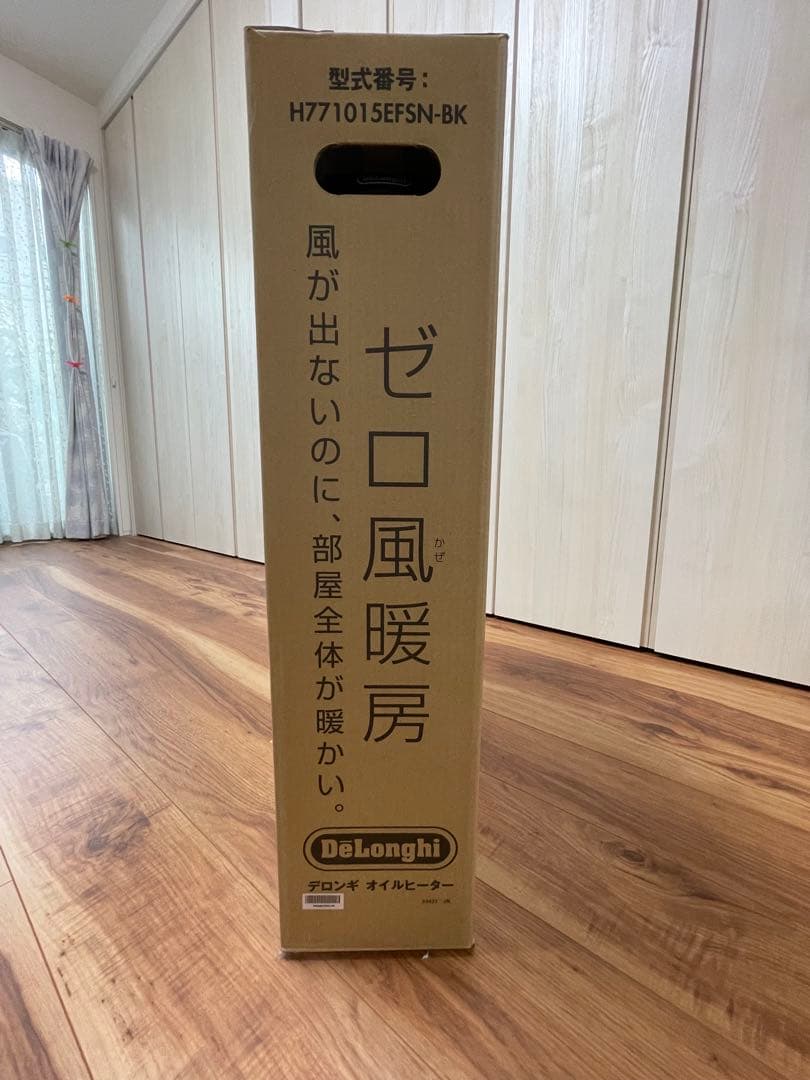 型式番号：
H771015EFSN-BK
ゼロ風暖房
かぜ
風が出ないのに、部屋全体が暖かい。
DeLonghi
デロンギ オイルヒーター